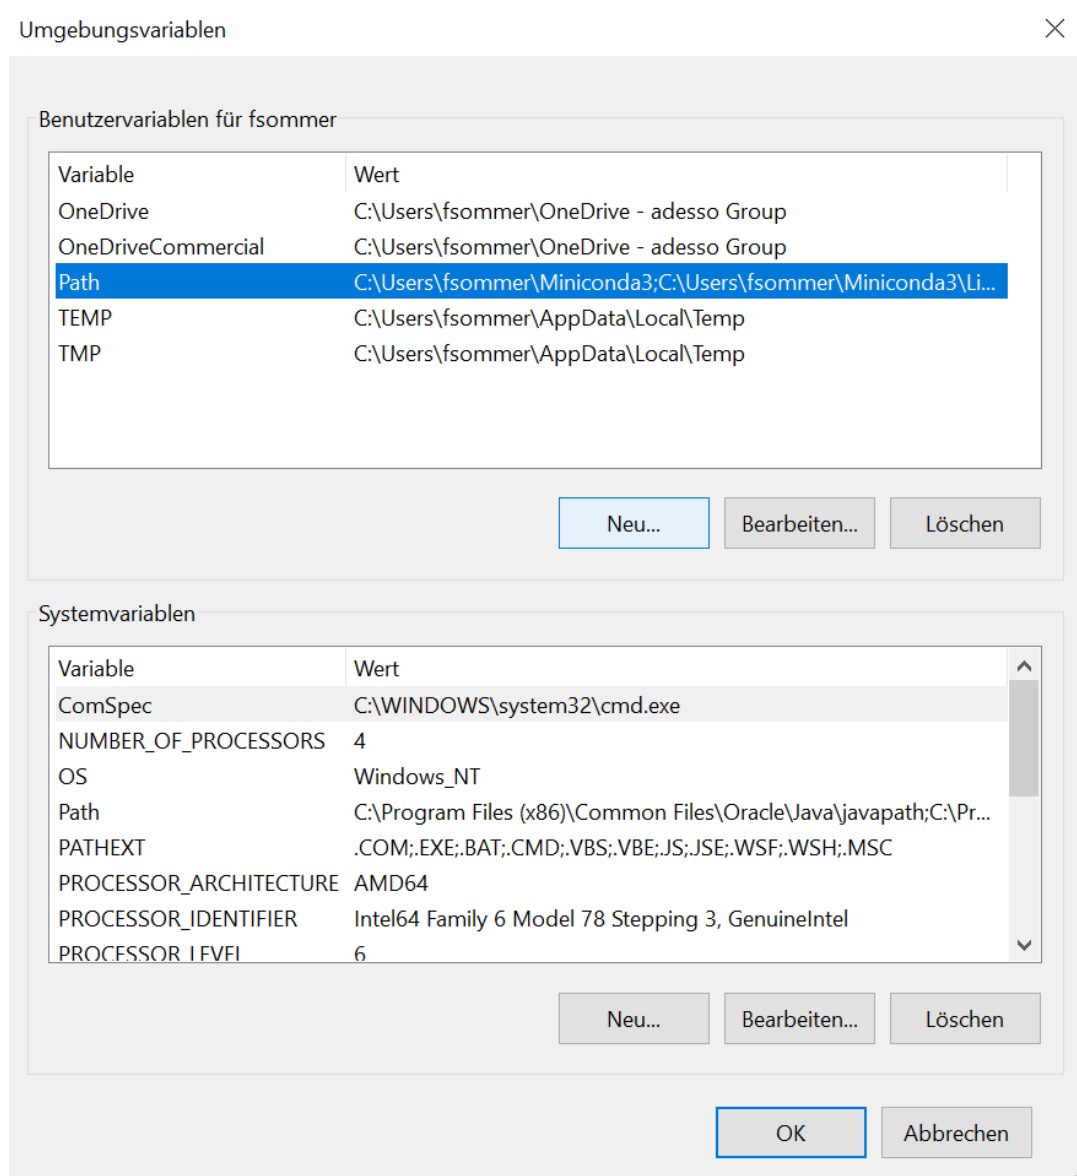 Umgebungsvariablen
Benutzervariablen für fsommer
Variable Wert
OneDrive C:\Users\fsommer\OneDrive - adesso Group
OneDriveCommercial C:\Users\fsommer\OneDrive - adesso Group
Path C:\Users\fsommer\Miniconda3;C:\Users\fsommer\Miniconda3\Li...
TEMP C:\Users\fsommer\AppData\Local\Temp
TMP C:\Users\fsommer\AppData\Local\Temp
Neu... Bearbeiten... Löschen
Systemvariablen
Variable Wert
ComSpec C:\WINDOWS\system32\cmd.exe
NUMBER_OF_PROCESSORS 4
OS Windows_NT
Path C:\Program Files (x86)\Common Files\Oracle\Java\javapath;C:\Pr...
PATHEXT .COM;.EXE;.BAT;.CMD;.VBS;.VBE;.JS;.JSE;.WSF;.WSH;.MSC
PROCESSOR_ARCHITECTURE AMD64
PROCESSOR_IDENTIFIER Intel64 Family 6 Model 78 Stepping 3, GenuineIntel
PROCESSOR_LEVEL 6
Neu... Bearbeiten... Löschen
OK Abbrechen